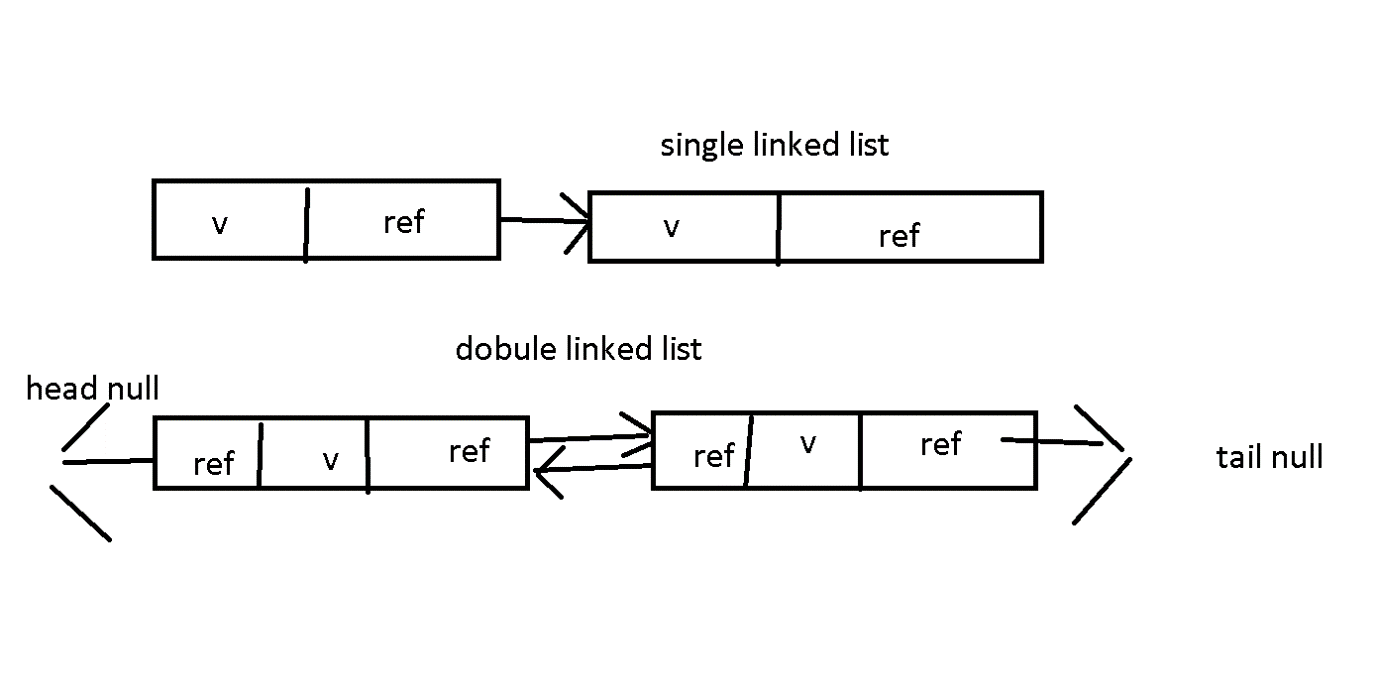 single linked list
v ref v ref
dobule linked list
head null
ref v ref ref v ref tail null